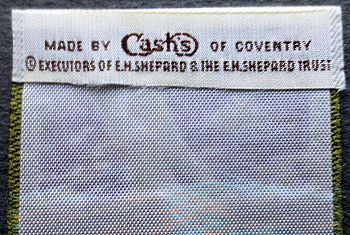 MADE BY Cash's OF COVENTRY
© EXECUTORS OF E.H. SHEPARD & THE E.H. SHEPARD TRUST